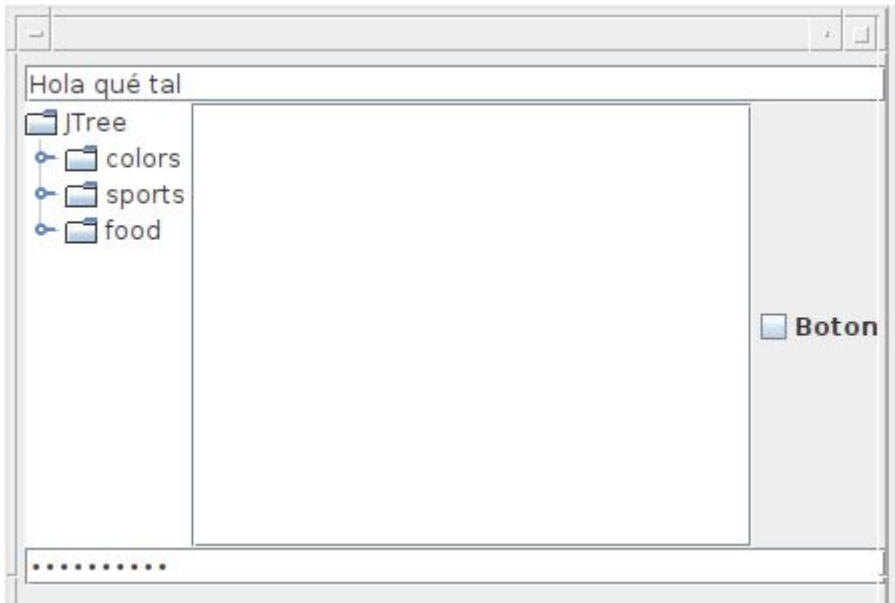 Hola qué tal
JTree
colors
sports
food
Boton
••••••••••